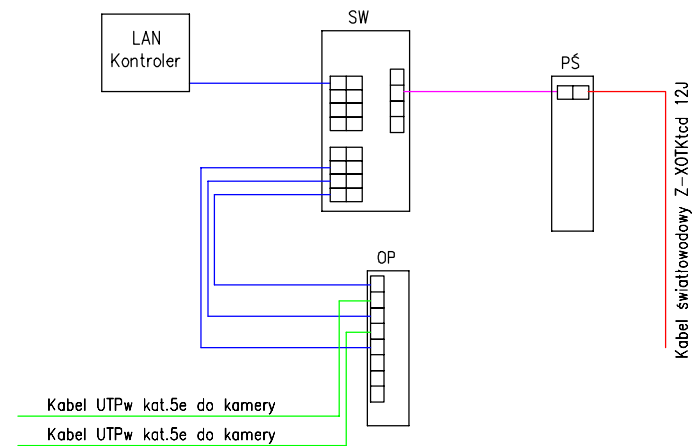 SW
LAN
Kontroler
PŚ
Kabel światłowodowy Z-XOTKtcd 12J
OP
Kabel UTPw kat.5e do kamery
Kabel UTPw kat.5e do kamery